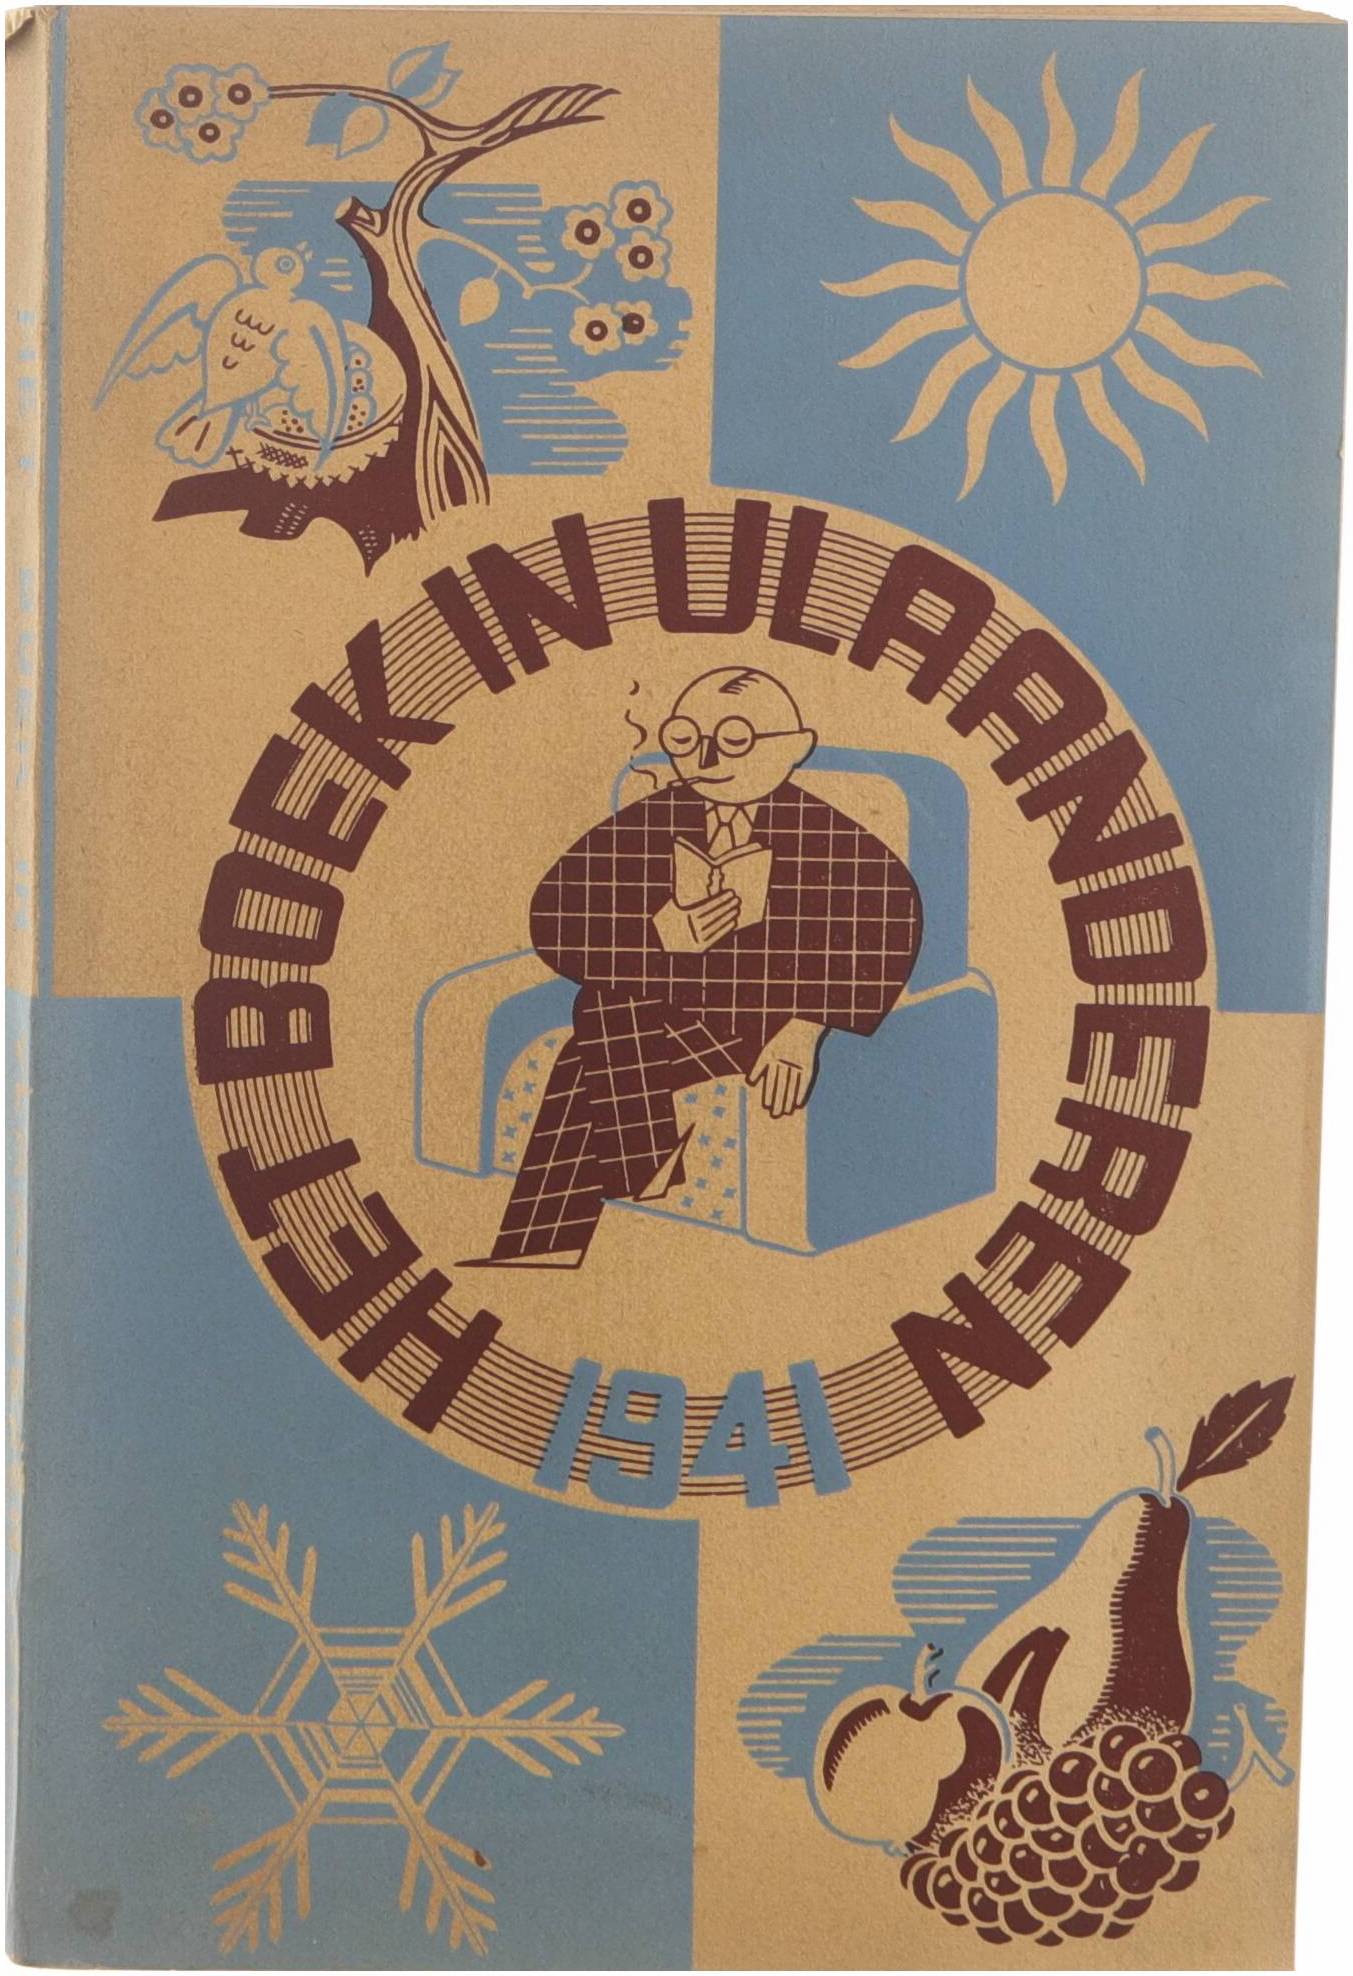 HET BOEK IN VLAANDEREN
1941